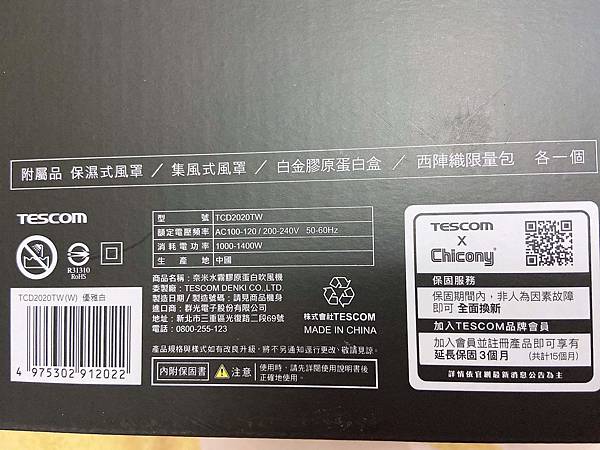 附屬品 保濕式風罩 / 集風式風罩 / 白金膠原蛋白盒 / 西陣織限量包 各一個
TESCOM
R31310
RoHS
TCD2020TW(W) 優雅白
4 975302 912022
型 號 TCD2020TW
額定電壓頻率 AC100-120 / 200-240V 50-60Hz
消耗電功率 1000-1400W
生產地 中國
商品名稱:奈米水霧膠原蛋白吹風機
委製廠:TESCOM DENKI CO.,LTD.
製造日期/製造號碼:請見商品機身
進口商:群光電子股份有限公司
地址:新北市三重區光復路二段69號
電話:0800-255-123
株式會社TESCOM
MADE IN CHINA
產品規格與樣式如有改良升級,將不另通知逕行更改、敬請見諒。
內附保固書
注意
使用時,請先詳閱使用說明書後
正確地使用。
TESCOM
X
Chicony
保固服務
保固期間內,非人為因素故障
即可 全面換新
加入TESCOM品牌會員
加入會員並註冊產品即可享有
延長保固3個月 (共計15個月)
詳情依官網最新消息公告為主